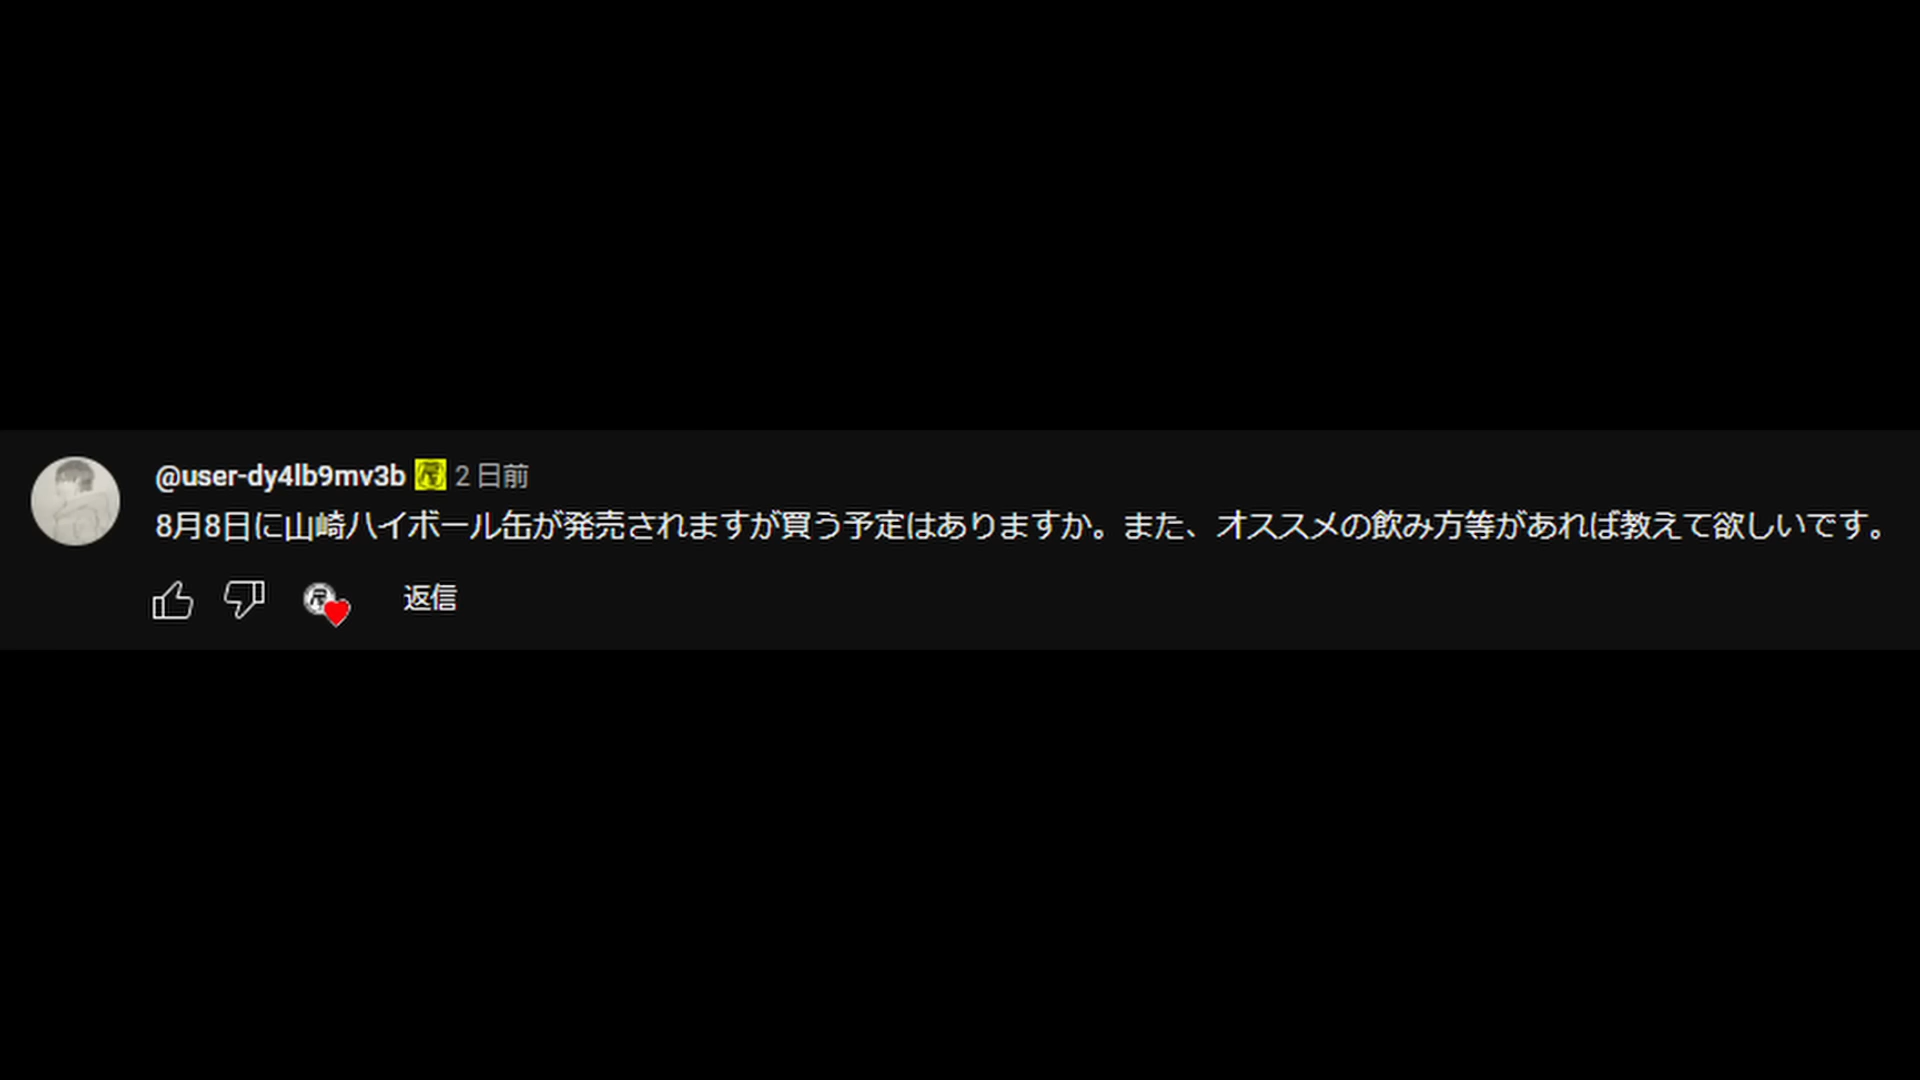 @user-dy4lb9mv3b 2 日前
8月8日に山崎ハイボール缶が発売されますが買う予定はありますか。また、オススメの飲み方等があれば教えて欲しいです。
返信